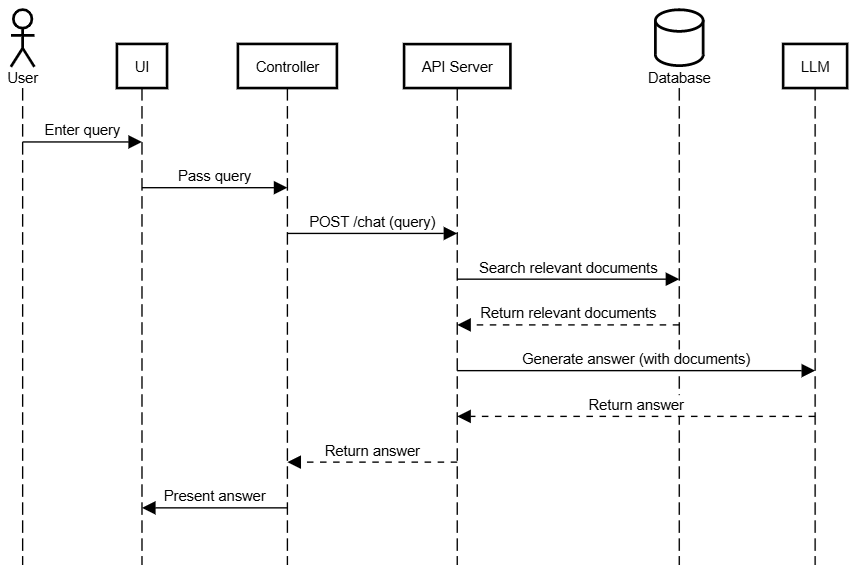 User
UI
Controller
API Server
Database
LLM
Enter query
Pass query
POST /chat (query)
Search relevant documents
Return relevant documents
Generate answer (with documents)
Return answer
Return answer
Present answer